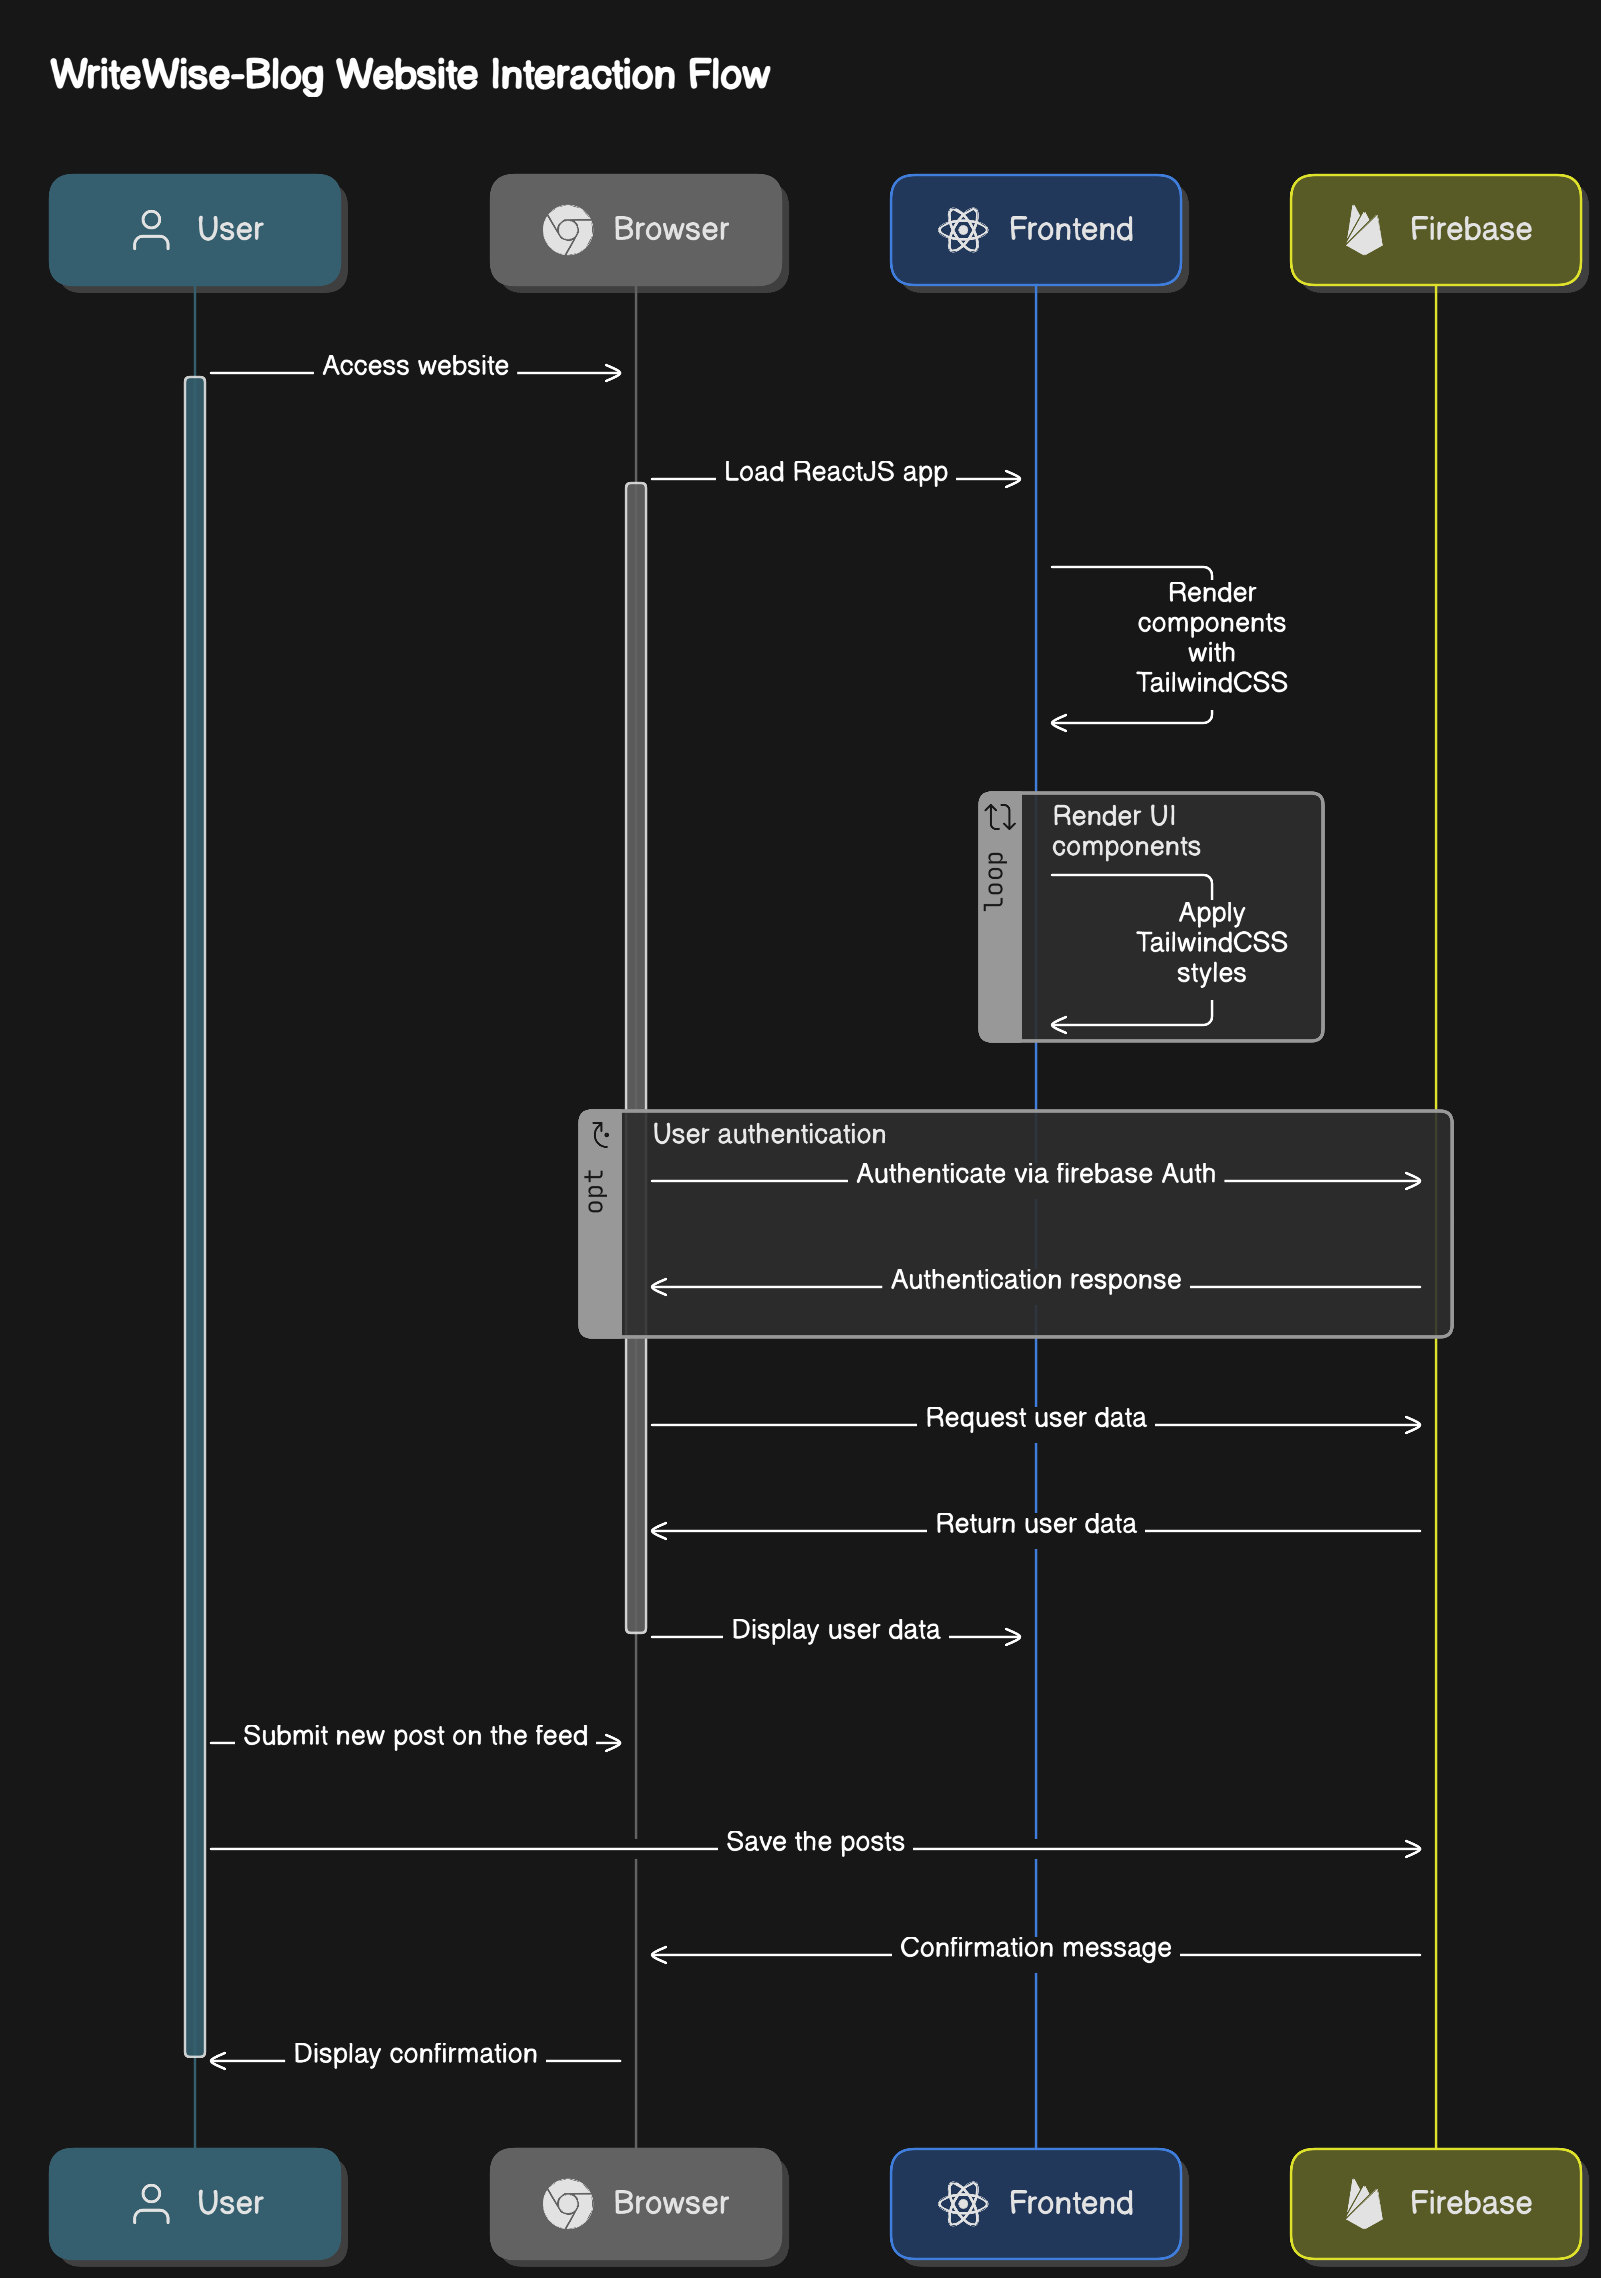 WriteWise-Blog Website Interaction Flow
User
Browser
Frontend
Firebase
Access website
Load ReactJS app
Render
components
with
TailwindCSS
loop
Render UI
components
Apply
TailwindCSS
styles
opt
User authentication
Authenticate via firebase Auth
Authentication response
Request user data
Return user data
Display user data
Submit new post on the feed
Save the posts
Confirmation message
Display confirmation
User
Browser
Frontend
Firebase